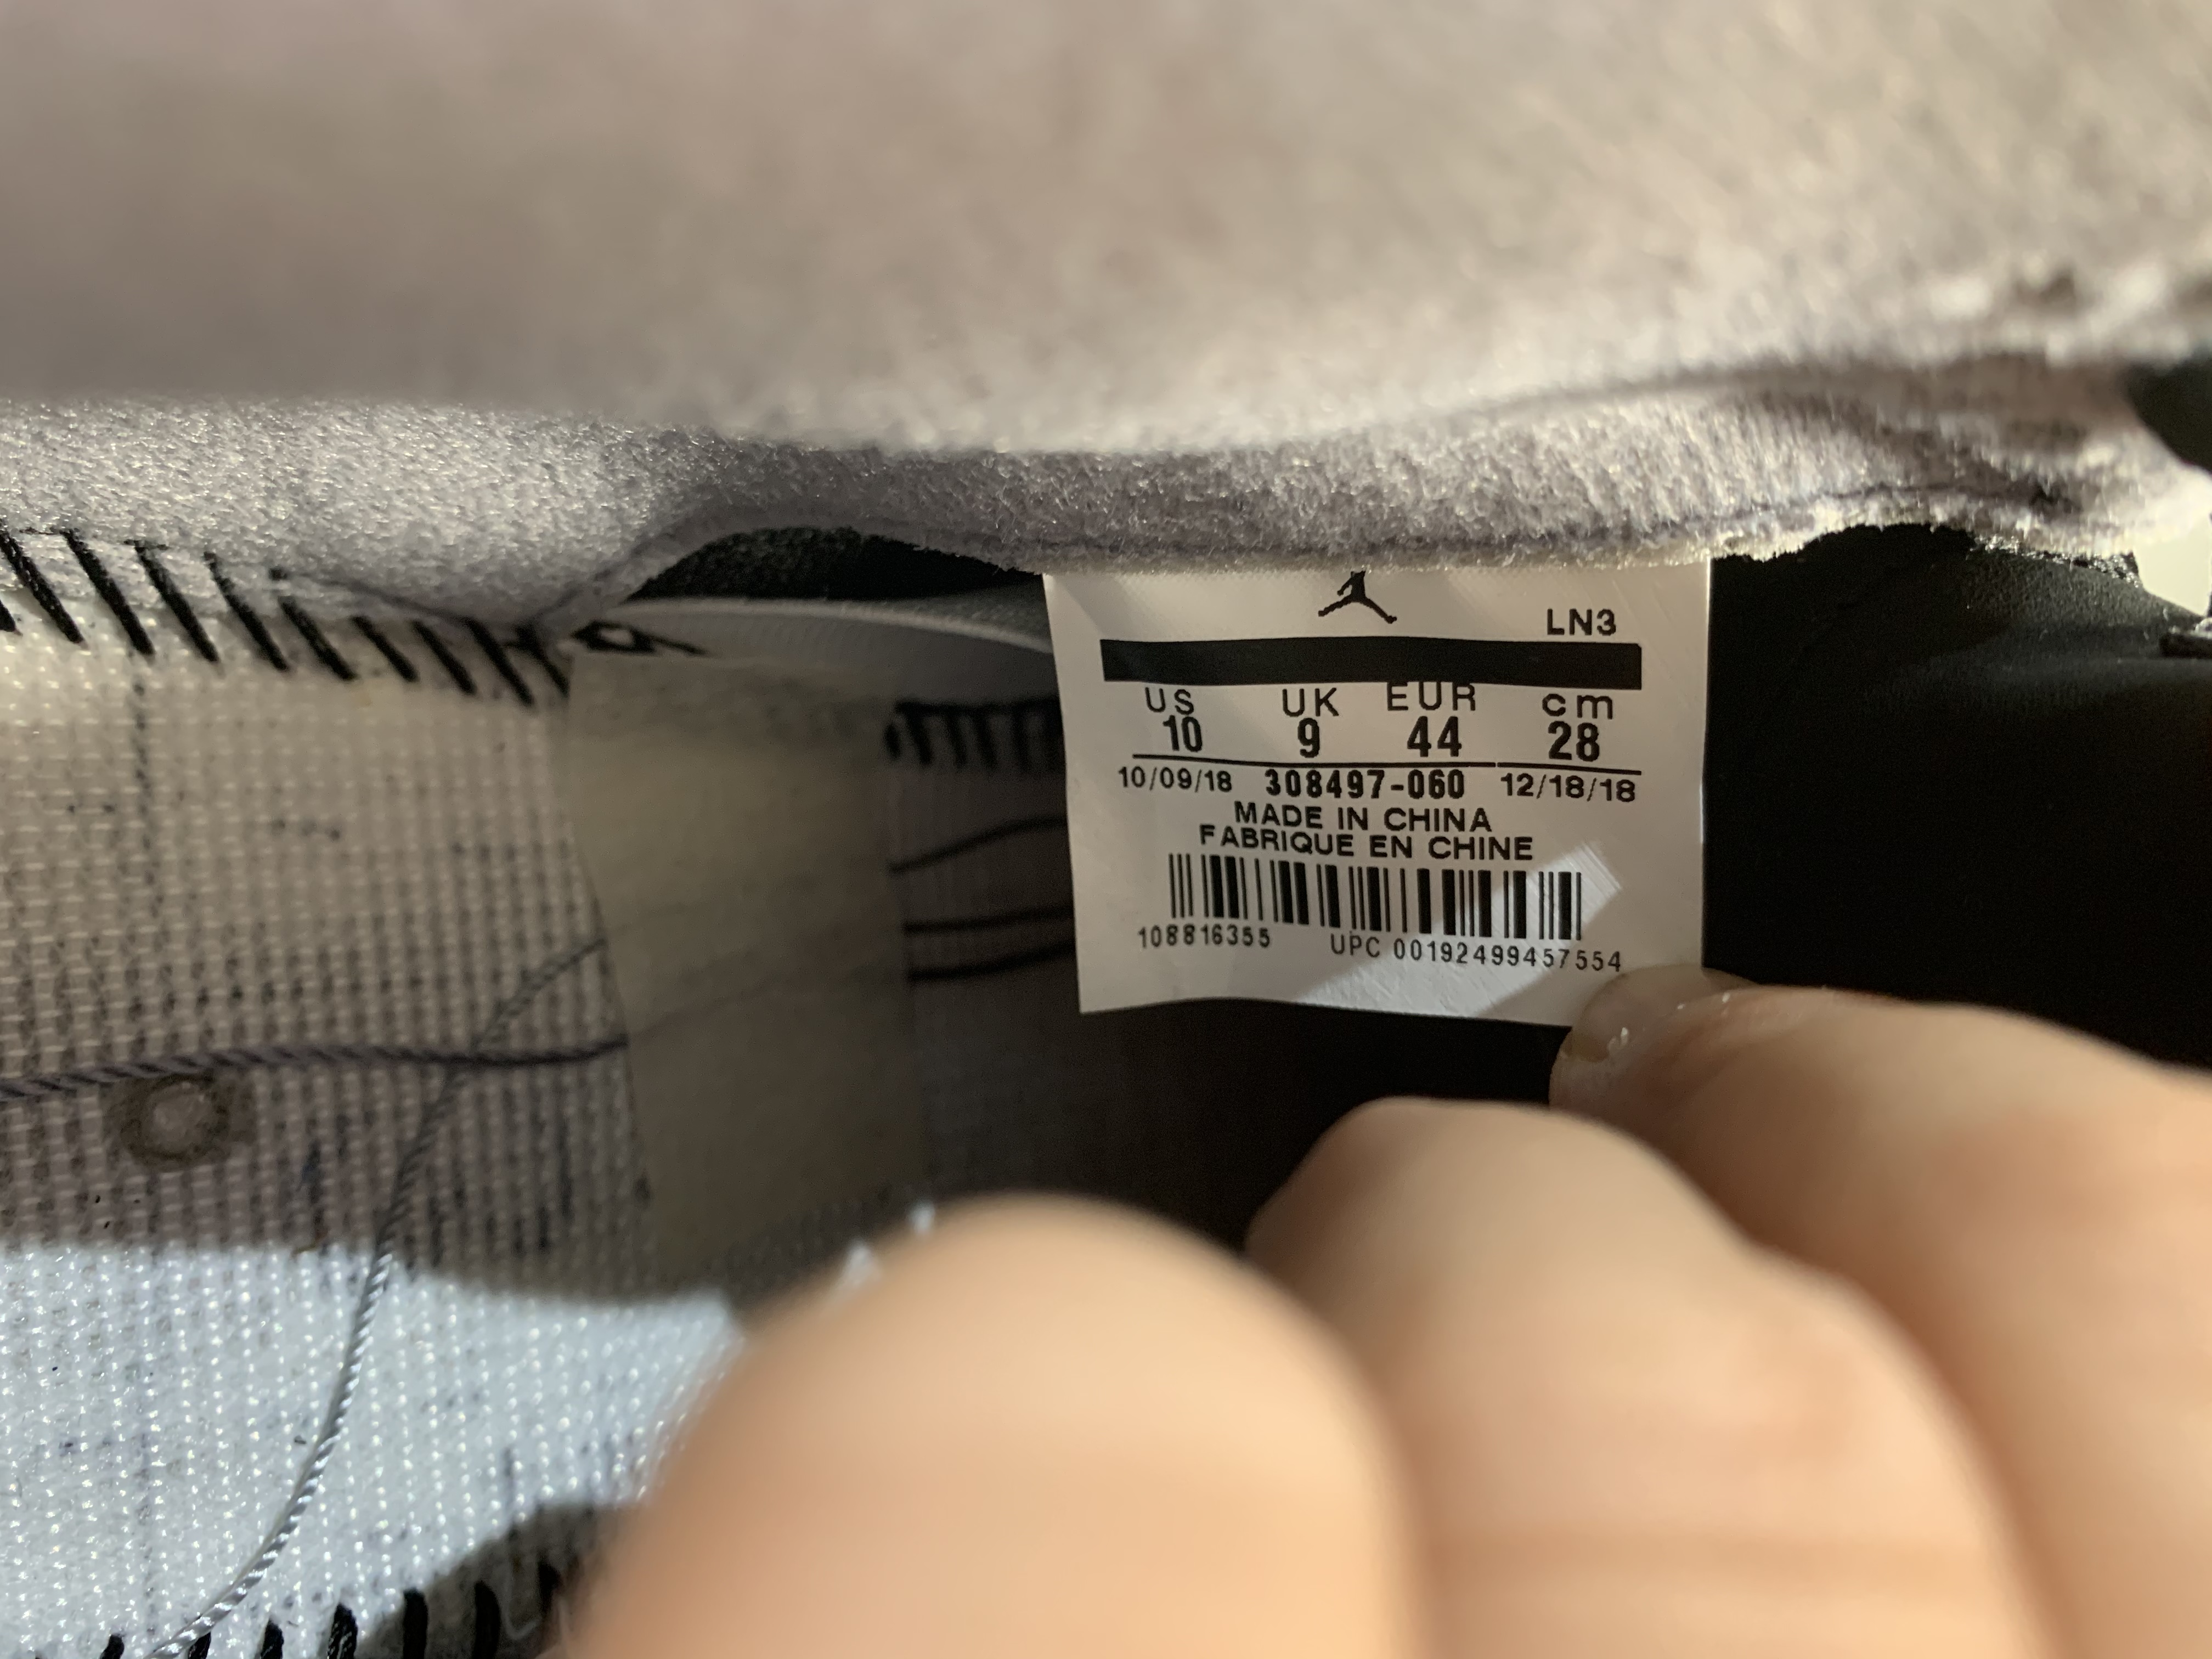 LN3
US UK EUR cm
10 9 44 28
10/09/18 308497-060 12/18/18
MADE IN CHINA
FABRIQUE EN CHINE
108816355 UPC 00192499457554